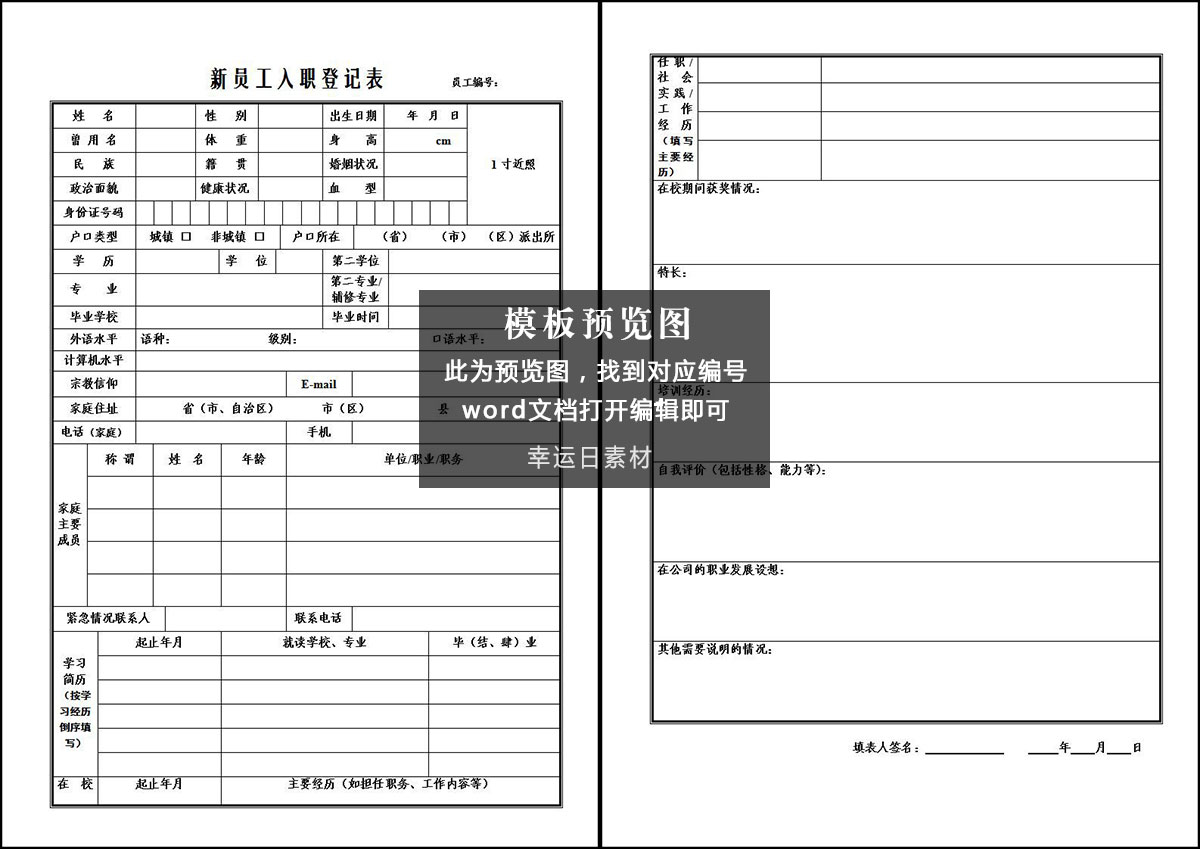 新员工入职登记表
员工编号：
姓 名 性 别 出生日期 年 月 日
曾用名 体 重 身 高 cm
民 族 籍 贯 婚姻状况 1寸近照
政治面貌 健康状况 血 型
身份证号码
户口类型 城镇 口 非城镇 口 户口所在 （省） （市） （区）派出所
学 历 学 位 第二学位
专 业 第二专业/
辅修专业
毕业学校 毕业时间
外语水平 语种： 级别： 口语水平：
计算机水平
宗教信仰 E-mail
家庭住址 省（市、自治区） 市（区） 县
电话（家庭） 手机
家庭
主要
成员
称 谓 姓 名 年龄 单位/职业/职务
紧急情况联系人 联系电话
学习
简历
（按学
习经历
倒序填
写）
起止年月 就读学校、专业 毕（结、肆）业
在 校 起止年月 主要经历（如担任职务、工作内容等）
任职/
社 会
实践/
工 作
经 历
（填写
主要经
历）
在校期间获奖情况：
特长：
培训经历：
自我评价（包括性格、能力等）：
在公司的职业发展设想：
其他需要说明的情况：
填表人签名：________ ____年____月____日
模板预览图
此为预览图，找到对应编号
word文档打开编辑即可
幸运日素材